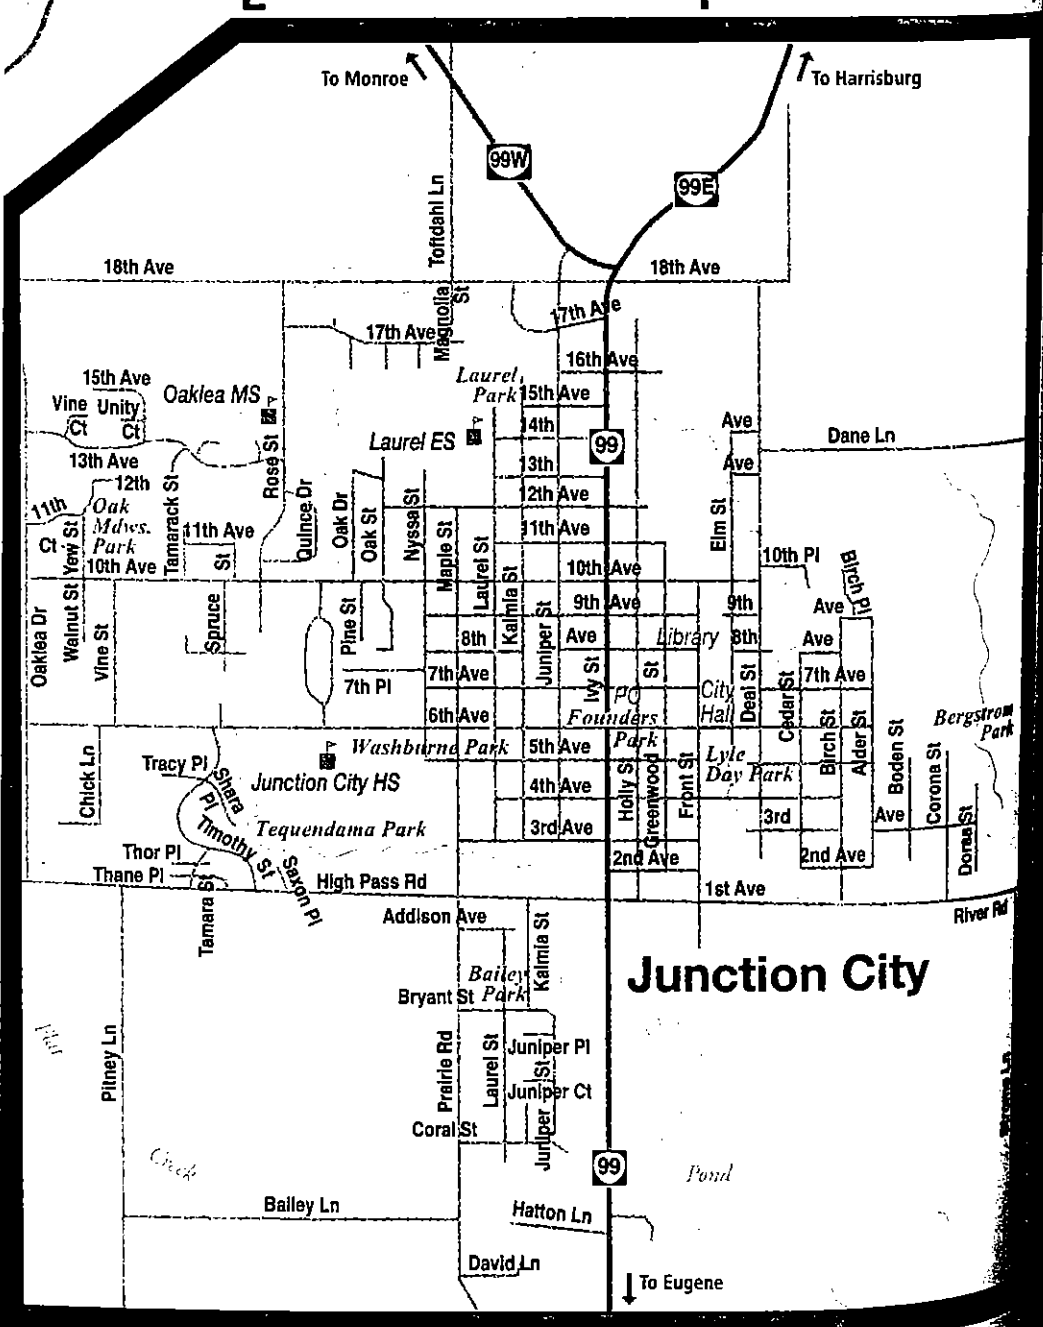 To Monroe
To Harrisburg
99W
99E
Toftdahl Ln
18th Ave
18th Ave
Magnolia St
17th Ave
17th Ave
16th Ave
15th Ave
Oaklea MS
Laurel Park
15th Ave
Vine Ct
Unity Ct
14th
Ave
Laurel ES
99
Dane Ln
13th Ave
13th
Ave
Rose St
12th
12th Ave
11th
Ct
Oak Mdws. Park
Tamarack St
Yew St
Quince Dr
Oak Dr
Oak St
Nyssa St
Maple St
Laurel St
Elm St
11th Ave
11th Ave
St
10th Ave
10th Ave
10th Pl
Birch Pl
Kalmia St
9th Ave
9th
Ave
Oaklea Dr
Walnut St
Vine St
Spruce
Pine St
8th
Ave
Library
8th
Ave
Juniper St
7th Pl
7th Ave
Ivy St
St
7th Ave
PO
City Hall
Deal St
Cedar St
6th Ave
Founders Park
Birch St
Alder St
Boden St
Bergstrom Park
Washburne Park
5th Ave
Lyle Day Park
Chick Ln
Tracy Pl
Shara Pl
Junction City HS
4th Ave
Holly St
Greenwood
Front St
Corona St
Timothy St
Tequendama Park
3rd Ave
3rd
Ave
Thor Pl
2nd Ave
2nd Ave
Thane Pl
Saxon Pl
High Pass Rd
1st Ave
River Rd
Tamara St
Addison Ave
Kalmia St
Junction City
Bailey Park
Bryant St
Pitney Ln
Prairie Rd
Laurel St
Juniper Pl
St
Juniper Ct
Juniper
Coral St
99
Pond
Creek
Bailey Ln
Hatton Ln
David Ln
To Eugene